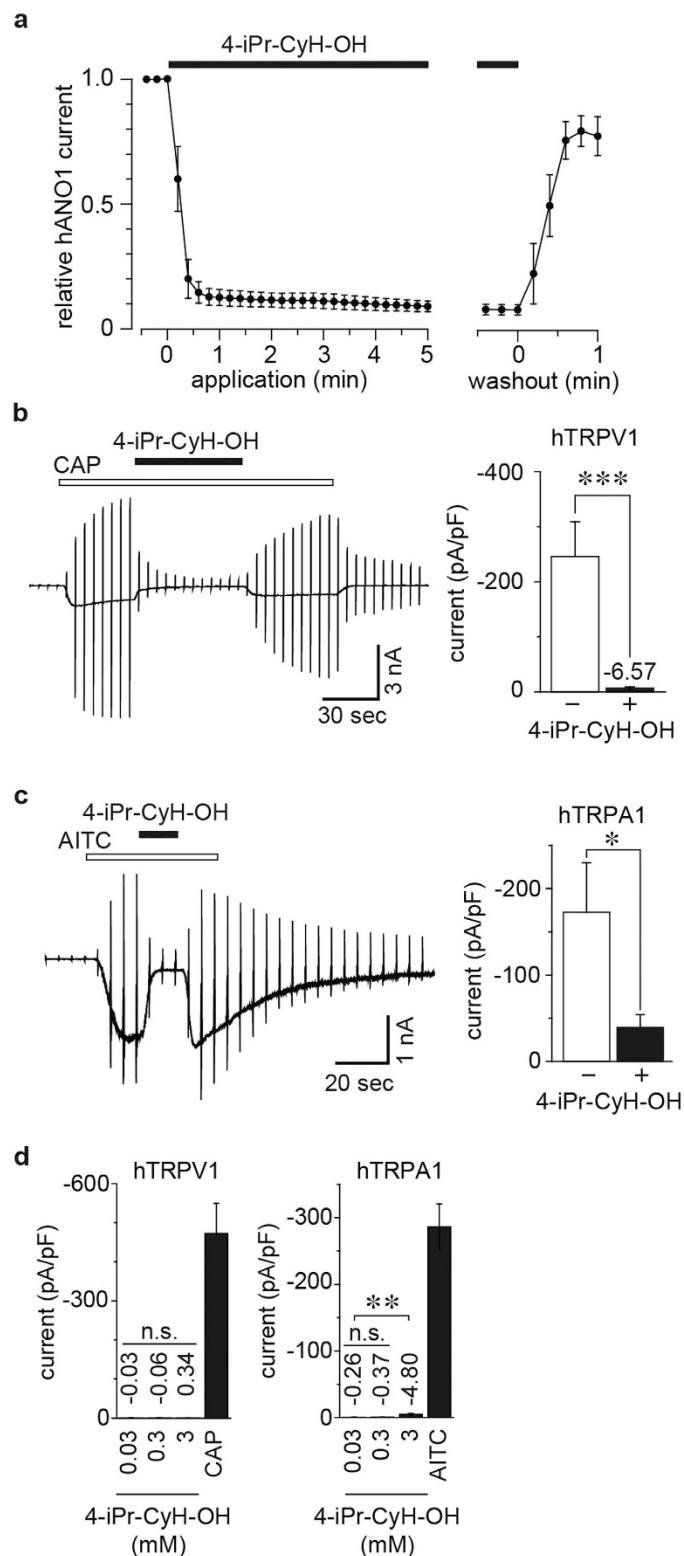 a
4-iPr-CyH-OH
relative hANO1 current
1.0
0.5
0
0 1 2 3 4 5
application (min)
0 1
washout (min)
b
4-iPr-CyH-OH
CAP
3 nA
30 sec
hTRPV1
current (pA/pF)
-400
-200
0
***
-6.57
− +
4-iPr-CyH-OH
c
4-iPr-CyH-OH
AITC
1 nA
20 sec
hTRPA1
current (pA/pF)
-200
-100
0
*
− +
4-iPr-CyH-OH
d
hTRPV1
current (pA/pF)
-600
-300
0
n.s.
-0.03
-0.06
0.34
0.03
0.3
3
CAP
4-iPr-CyH-OH
(mM)
hTRPA1
current (pA/pF)
-300
-200
-100
0
**
n.s.
-0.26
-0.37
-4.80
0.03
0.3
3
AITC
4-iPr-CyH-OH
(mM)